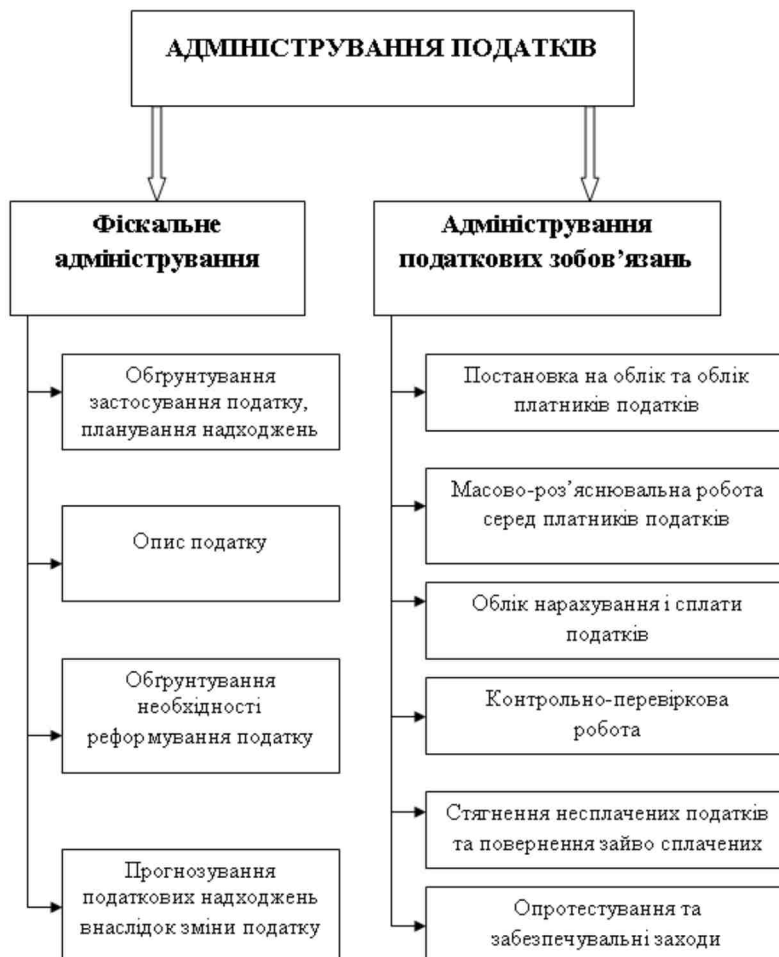 АДМІНІСТРУВАННЯ ПОДАТКІВ
Фіскальне
адміністрування
Обґрунтування
застосування податку,
планування надходжень
Опис податку
Обґрунтування
необхідності
реформування податку
Прогнозування
податкових надходжень
внаслідок зміни податку
Адміністрування
податкових зобов’язань
Постановка на облік та облік
платників податків
Масово-роз’яснювальна робота
серед платників податків
Облік нарахування і сплати
податків
Контрольно-перевіркова
робота
Стягнення несплачених податків
та повернення зайво сплачених
Опротестування та
забезпечувальні заходи